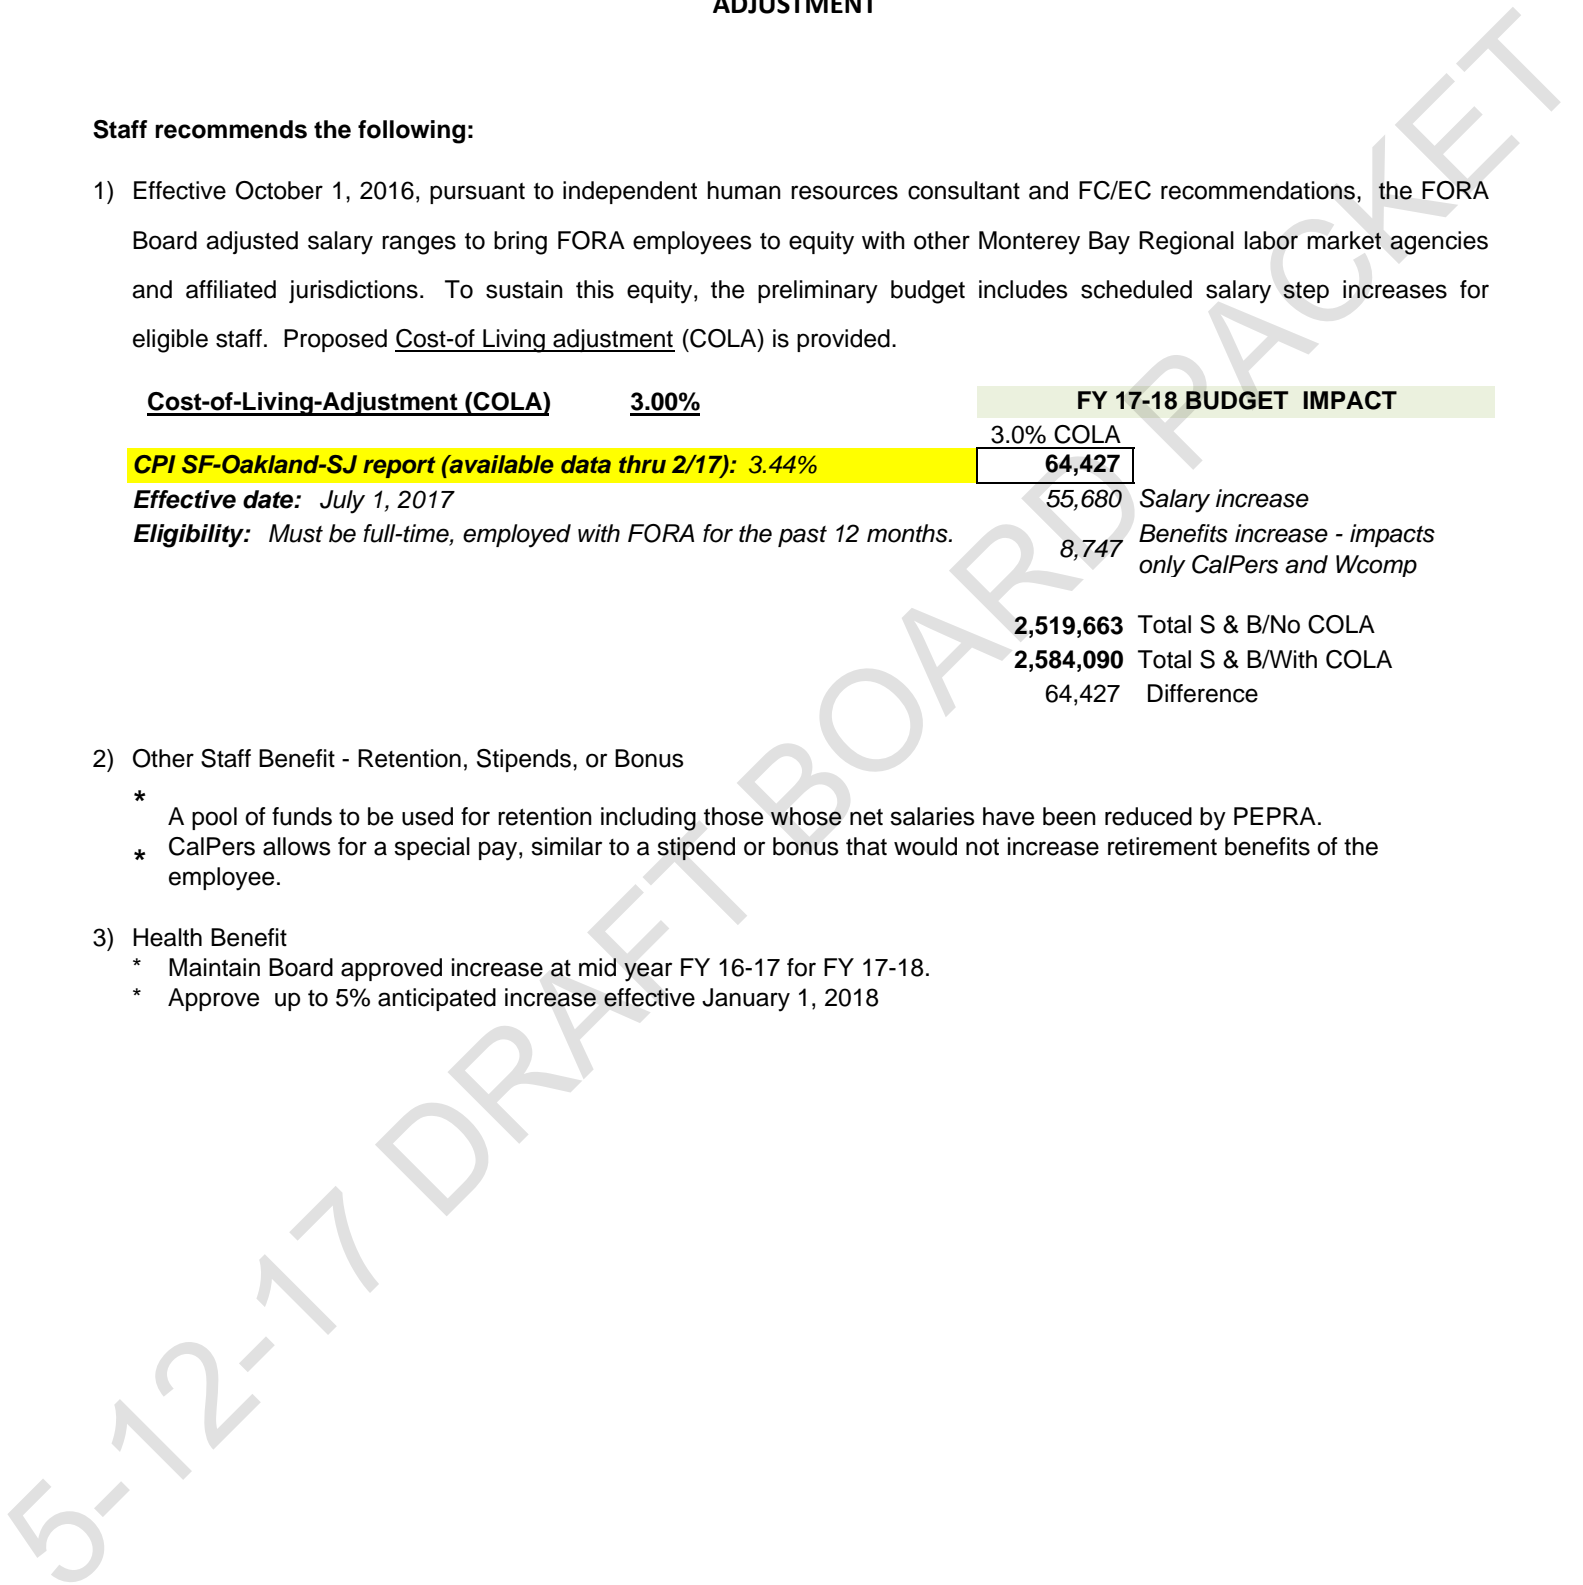 ADJUSTMENT
Staff recommends the following:
1) Effective October 1, 2016, pursuant to independent human resources consultant and FC/EC recommendations, the FORA
Board adjusted salary ranges to bring FORA employees to equity with other Monterey Bay Regional labor market agencies
and affiliated jurisdictions. To sustain this equity, the preliminary budget includes scheduled salary step increases for
eligible staff. Proposed Cost-of Living adjustment (COLA) is provided.
Cost-of-Living-Adjustment (COLA) 3.00% FY 17-18 BUDGET IMPACT
3.0% COLA
CPI SF-Oakland-SJ report (available data thru 2/17): 3.44% 64,427
Effective date: July 1, 2017 55,680 Salary increase
Eligibility: Must be full-time, employed with FORA for the past 12 months. 8,747 Benefits increase - impacts
only CalPers and Wcomp
2,519,663 Total S & B/No COLA
2,584,090 Total S & B/With COLA
64,427 Difference
2) Other Staff Benefit - Retention, Stipends, or Bonus
* A pool of funds to be used for retention including those whose net salaries have been reduced by PEPRA.
* CalPers allows for a special pay, similar to a stipend or bonus that would not increase retirement benefits of the
employee.
3) Health Benefit
* Maintain Board approved increase at mid year FY 16-17 for FY 17-18.
* Approve up to 5% anticipated increase effective January 1, 2018
5-12-17 DRAFT BOARD PACKET